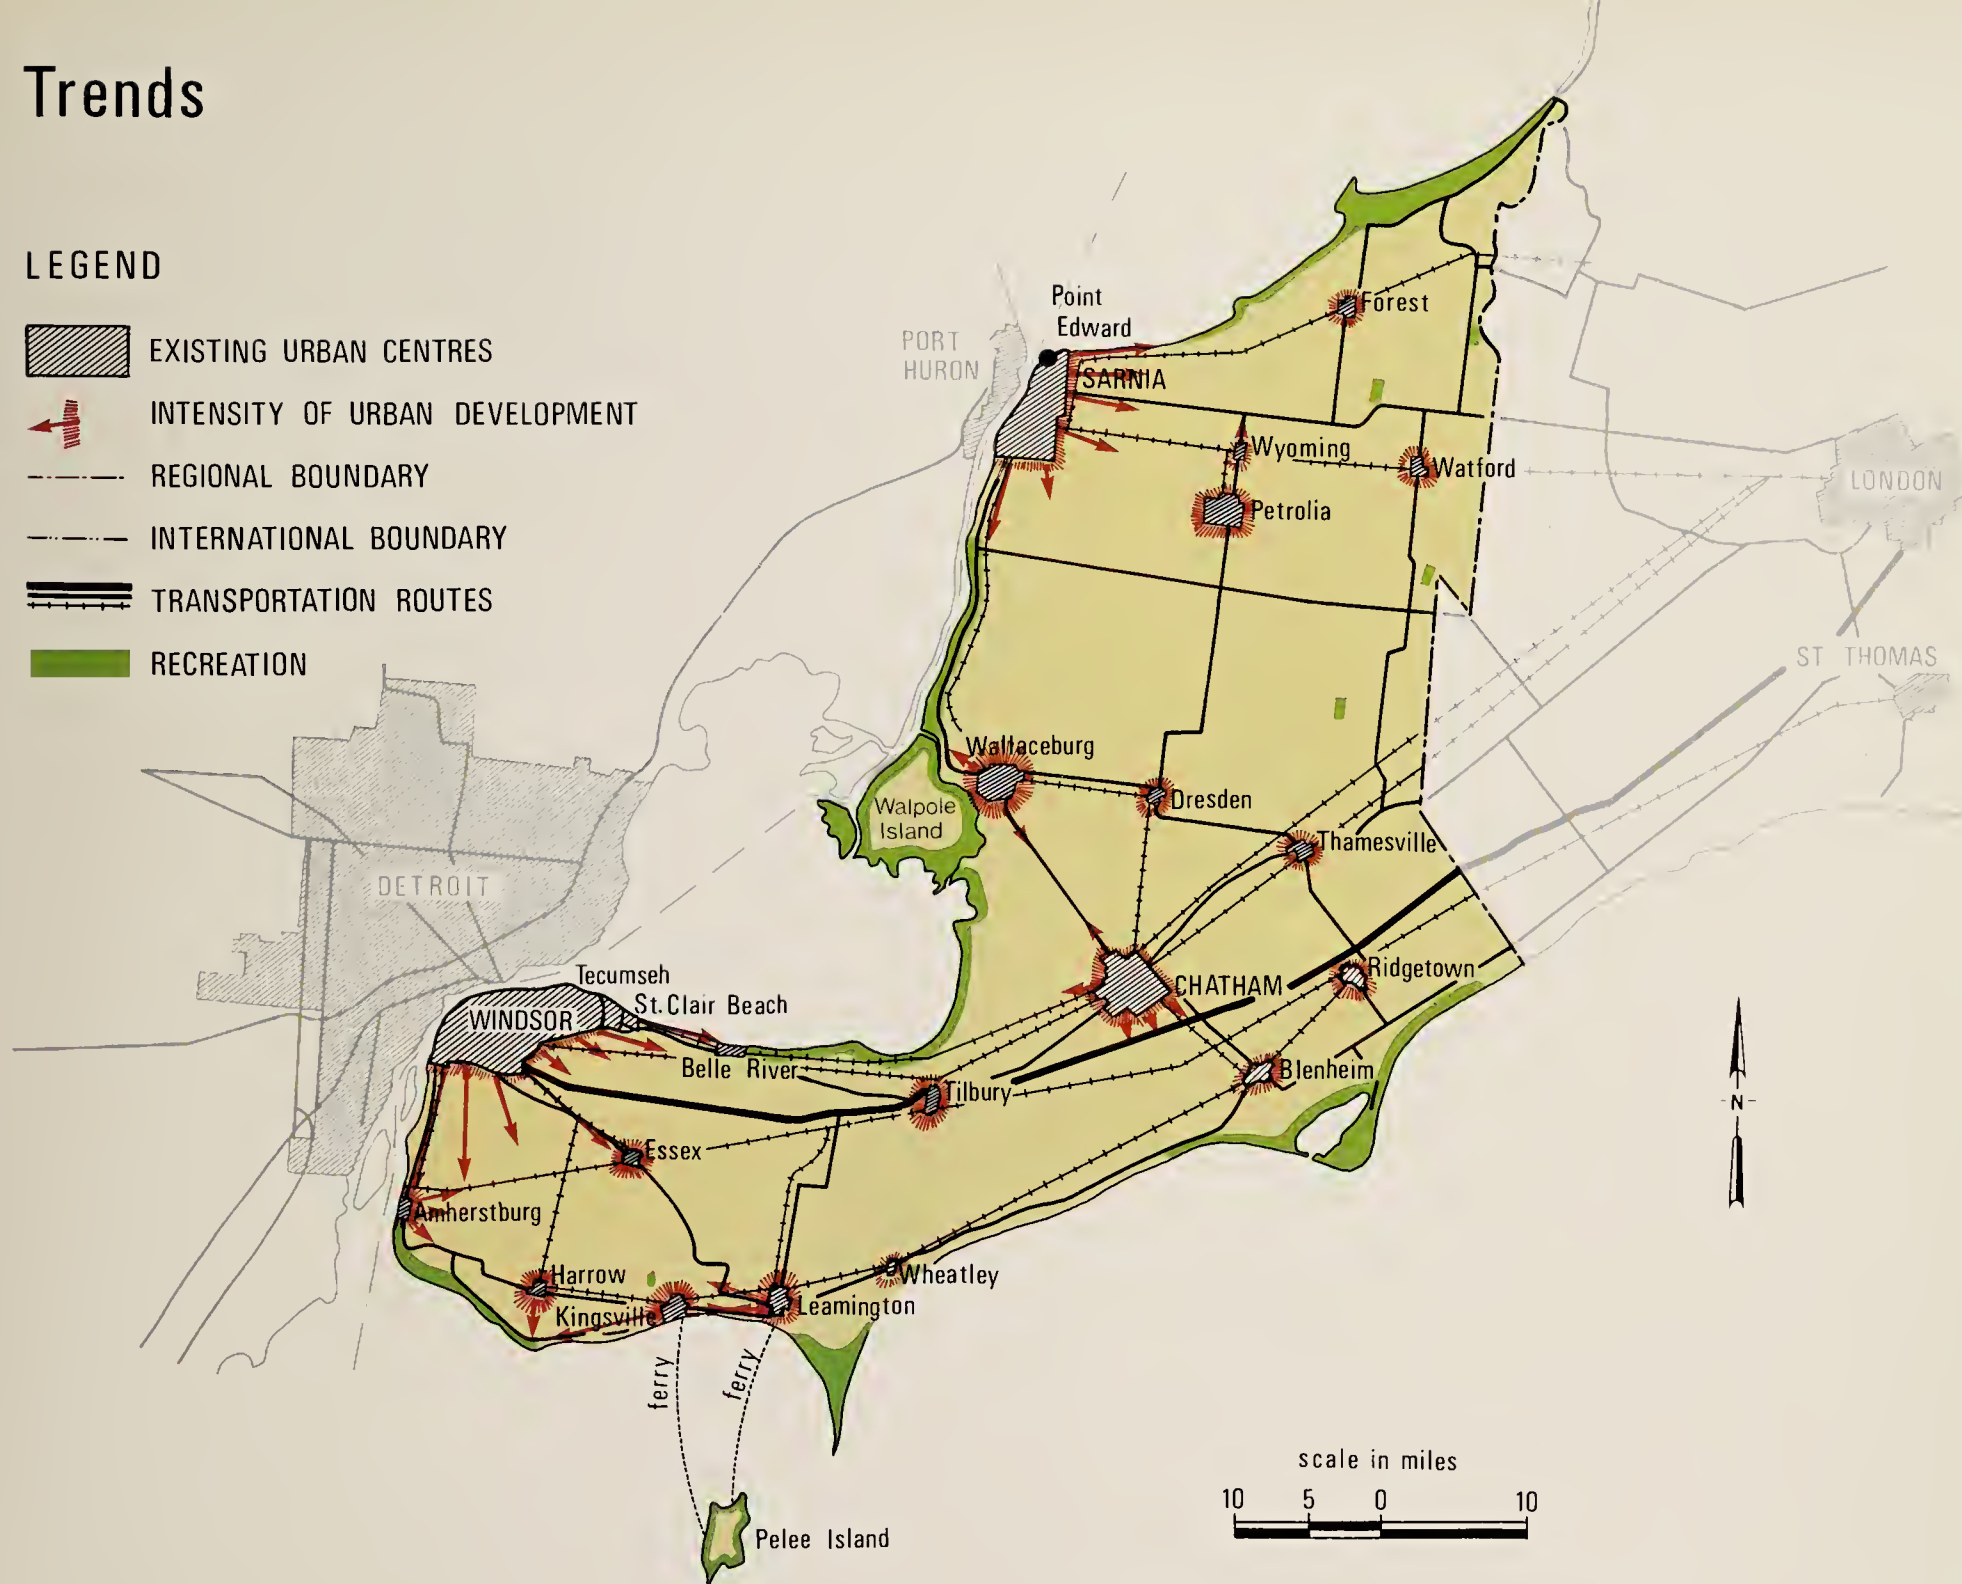 Trends
LEGEND
EXISTING URBAN CENTRES
INTENSITY OF URBAN DEVELOPMENT
REGIONAL BOUNDARY
INTERNATIONAL BOUNDARY
TRANSPORTATION ROUTES
RECREATION
Point
Edward
PORT
HURON
SARNIA
Forest
Wyoming
Watford
Petrolia
LONDON
ST THOMAS
Wallaceburg
Walpole
Island
Dresden
Thamesville
DETROIT
Tecumseh
St. Clair Beach
WINDSOR
CHATHAM
Ridgetown
Belle River
Tilbury
Blenheim
Essex
Amherstburg
Harrow
Kingsville
Leamington
Wheatley
ferry
ferry
Pelee Island
N
scale in miles
10 5 0 10